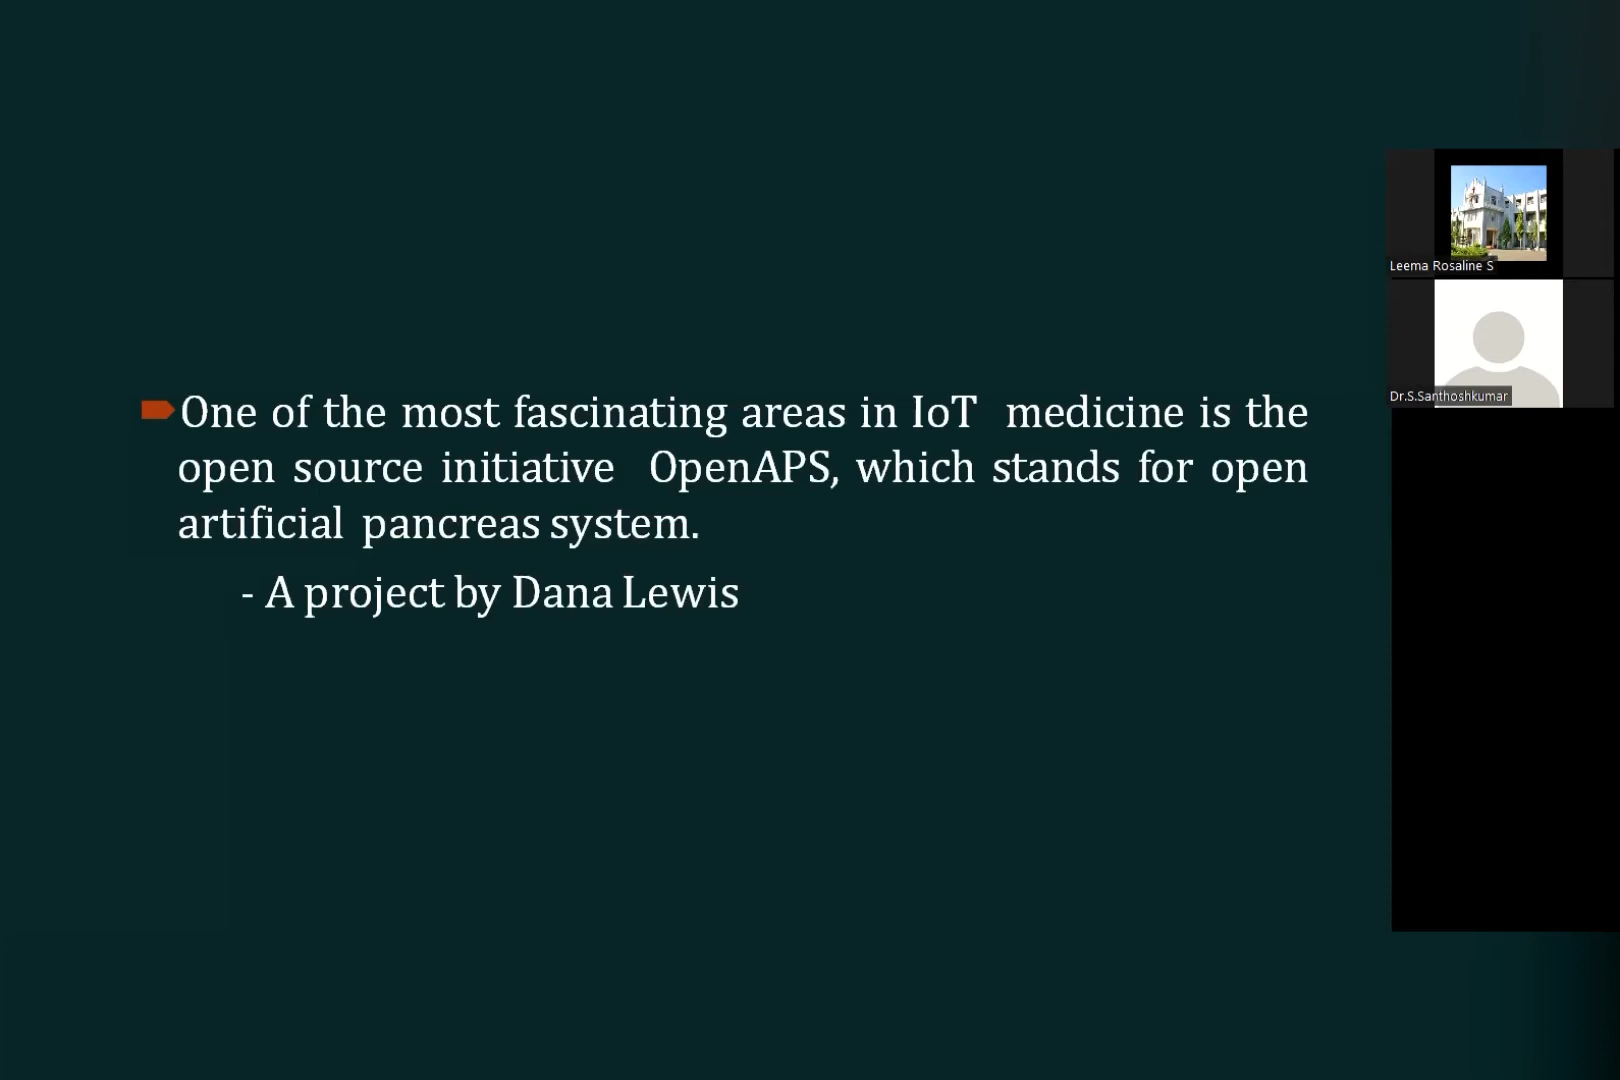 One of the most fascinating areas in IoT medicine is the
open source initiative OpenAPS, which stands for open
artificial pancreas system.
- A project by Dana Lewis
Leema Rosaline S
Dr.S.Santhoshkumar